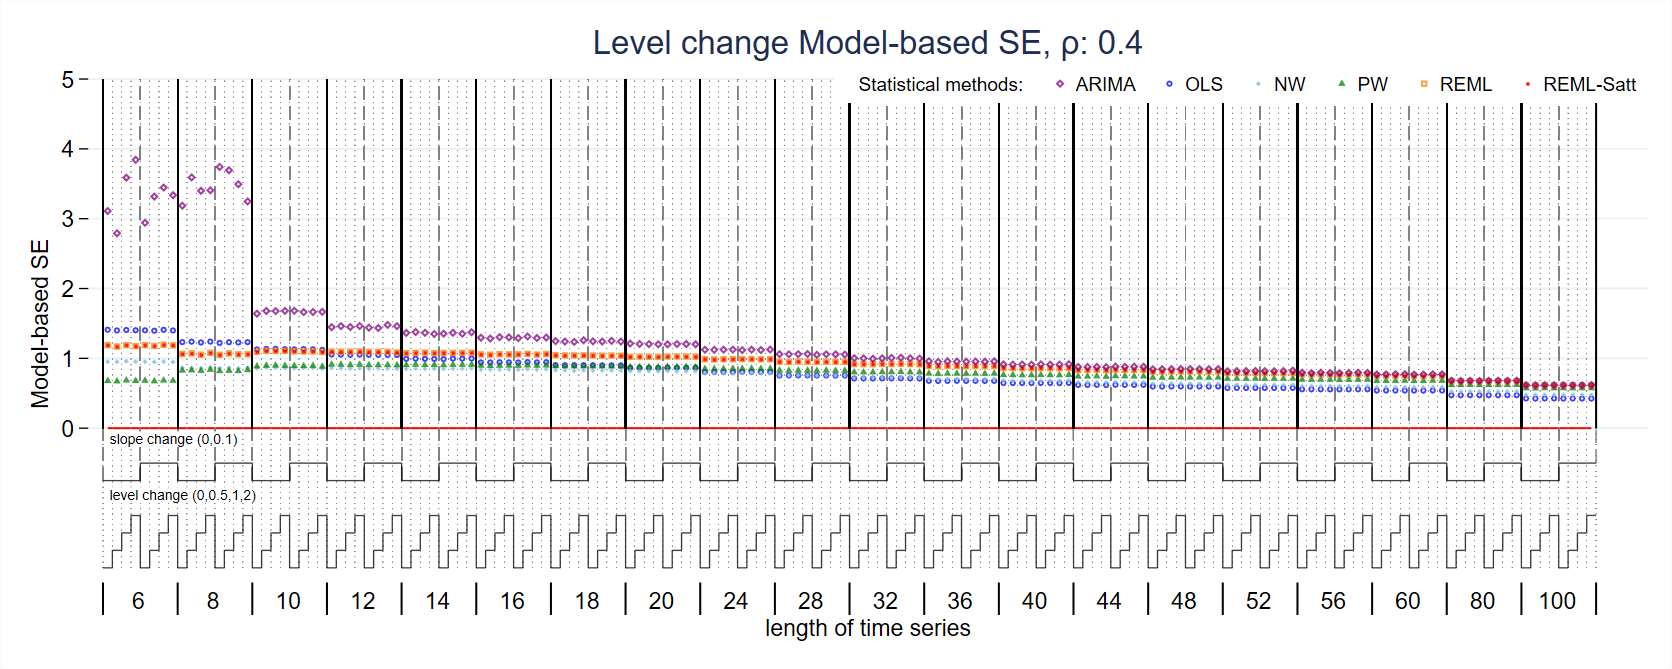 Level change Model-based SE, ρ: 0.4
Statistical methods: ARIMA OLS NW PW REML REML-Satt
5
4
3
2
1
0
Model-based SE
slope change (0,0.1)
level change (0,0.5,1,2)
6 8 10 12 14 16 18 20 24 28 32 36 40 44 48 52 56 60 80 100
length of time series